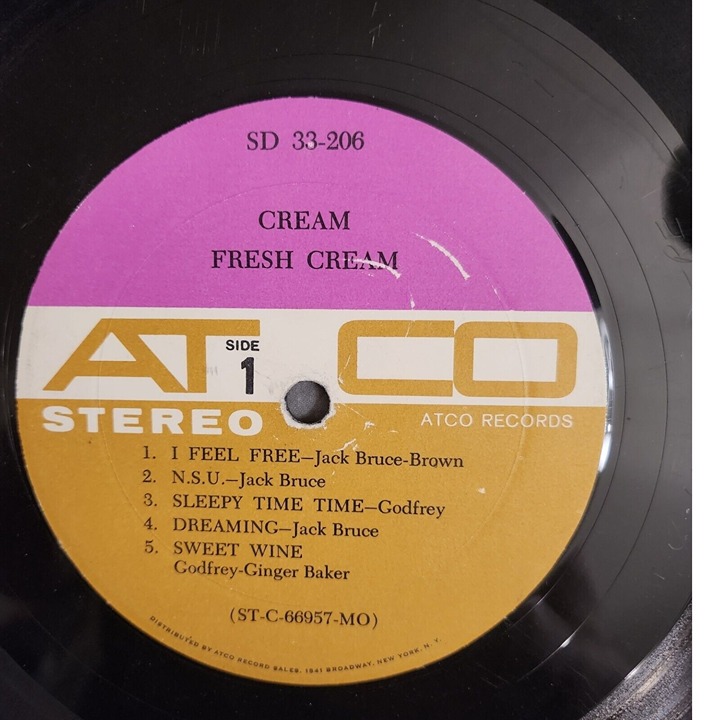 SD 33-206
CREAM
FRESH CREAM
ATCO
SIDE
1
STEREO
ATCO RECORDS
1. I FEEL FREE—Jack Bruce-Brown
2. N.S.U.—Jack Bruce
3. SLEEPY TIME TIME—Godfrey
4. DREAMING—Jack Bruce
5. SWEET WINE
Godfrey-Ginger Baker
(ST-C-66957-MO)
DISTRIBUTED BY ATCO RECORD SALES, 1841 BROADWAY, NEW YORK, N. Y.